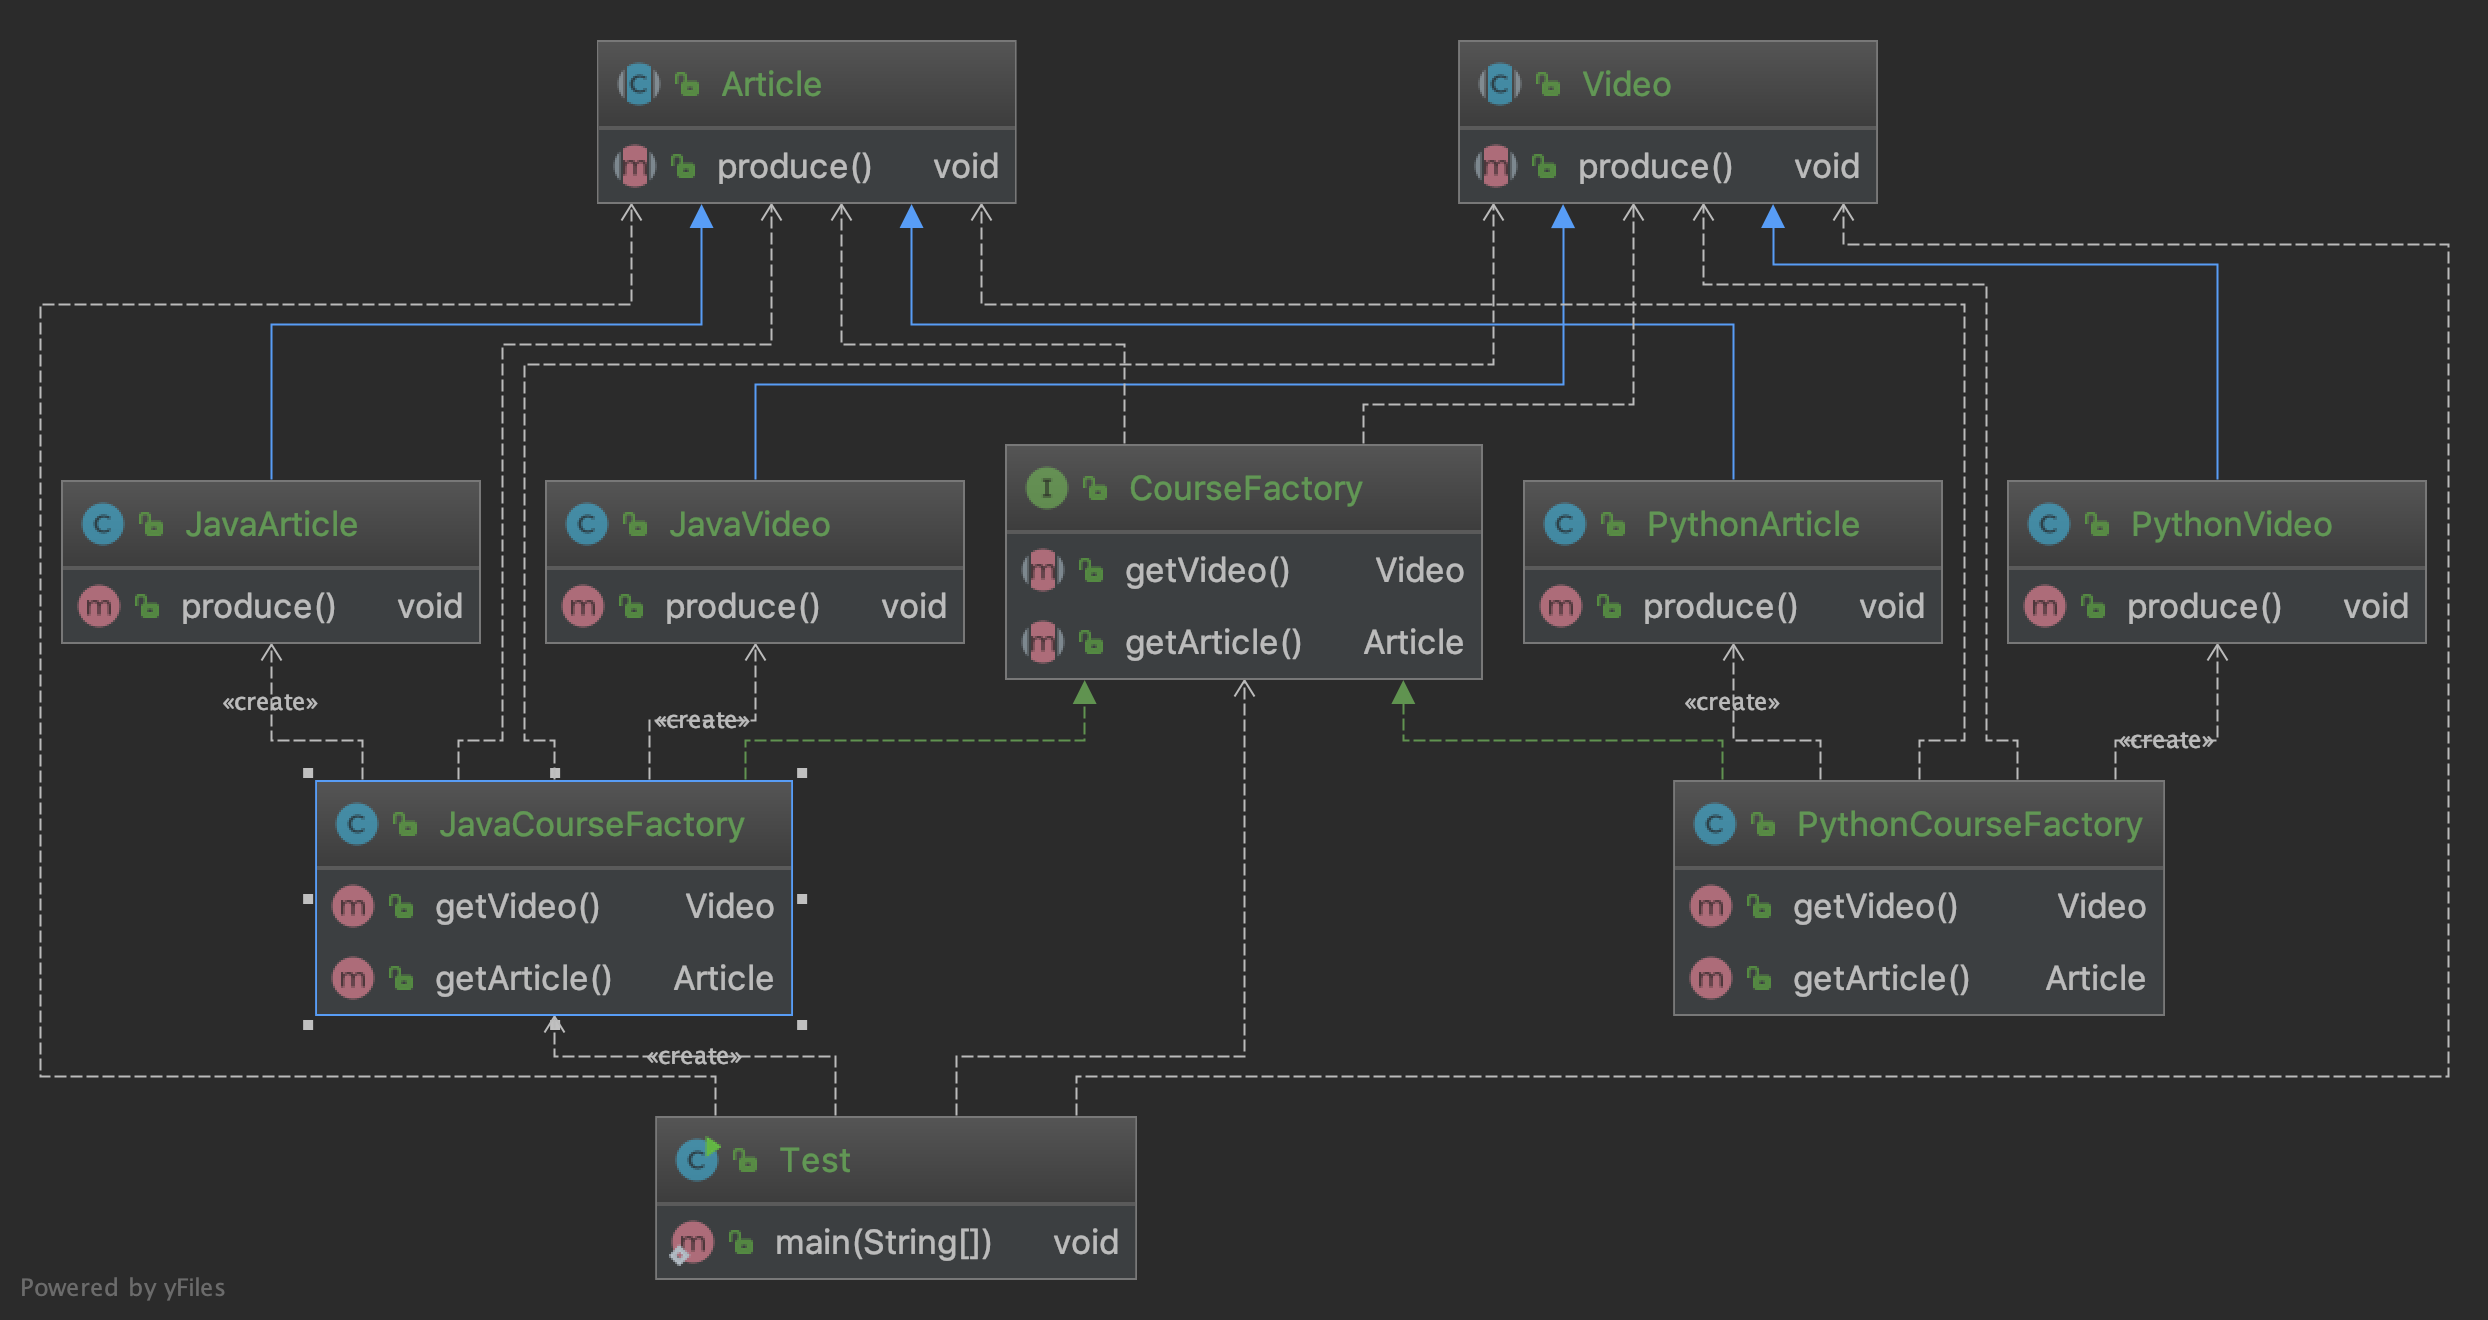 Article
produce() void
Video
produce() void
JavaArticle
produce() void
JavaVideo
produce() void
CourseFactory
getVideo() Video
getArticle() Article
PythonArticle
produce() void
PythonVideo
produce() void
«create»
«create»
«create»
«create»
JavaCourseFactory
getVideo() Video
getArticle() Article
PythonCourseFactory
getVideo() Video
getArticle() Article
«create»
Test
main(String[]) void
Powered by yFiles